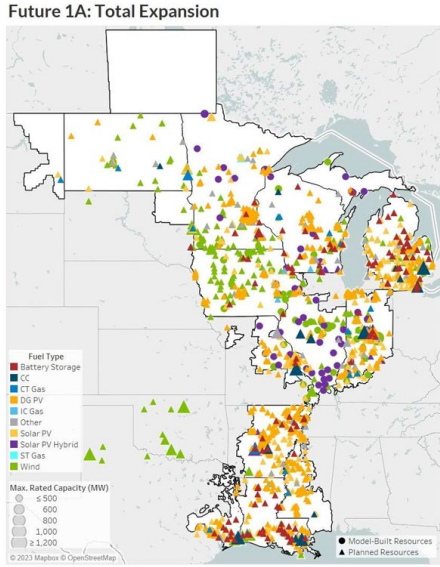 Future 1A: Total Expansion
Fuel Type
Battery Storage
CC
CT Gas
DG PV
IC Gas
Other
Solar PV
Solar PV Hybrid
ST Gas
Wind
Max. Rated Capacity (MW)
≤ 500
600
800
1,000
≥ 1,200
Model-Built Resources
Planned Resources
© 2023 Mapbox © OpenStreetMap